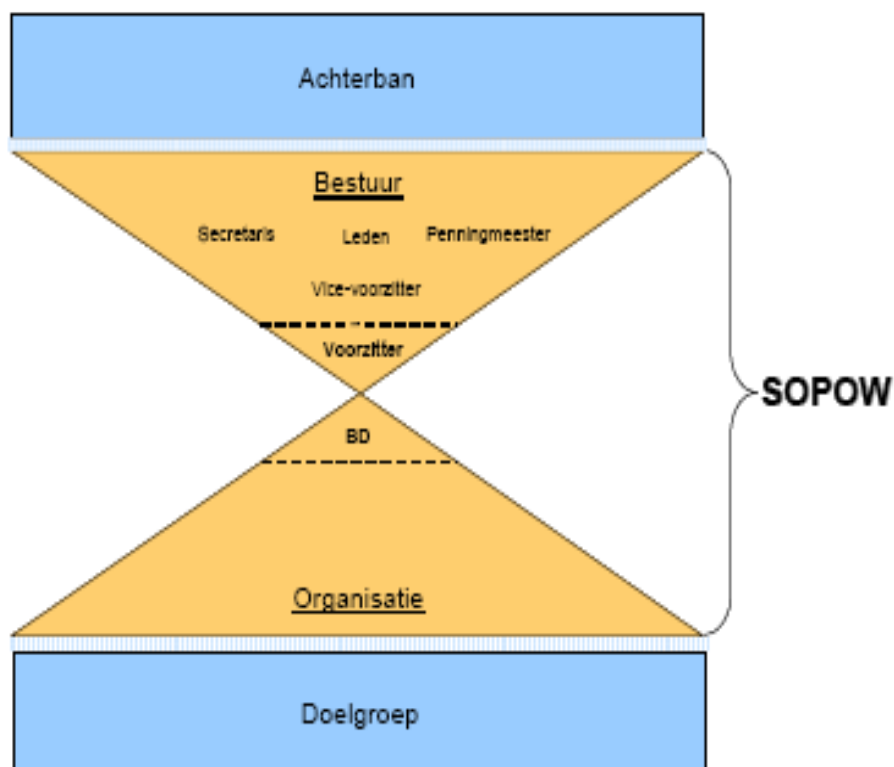 Achterban
Bestuur
Secretaris Leden Penningmeester
Vice-voorzitter
Voorzitter
SOPOW
BD
Organisatie
Doelgroep